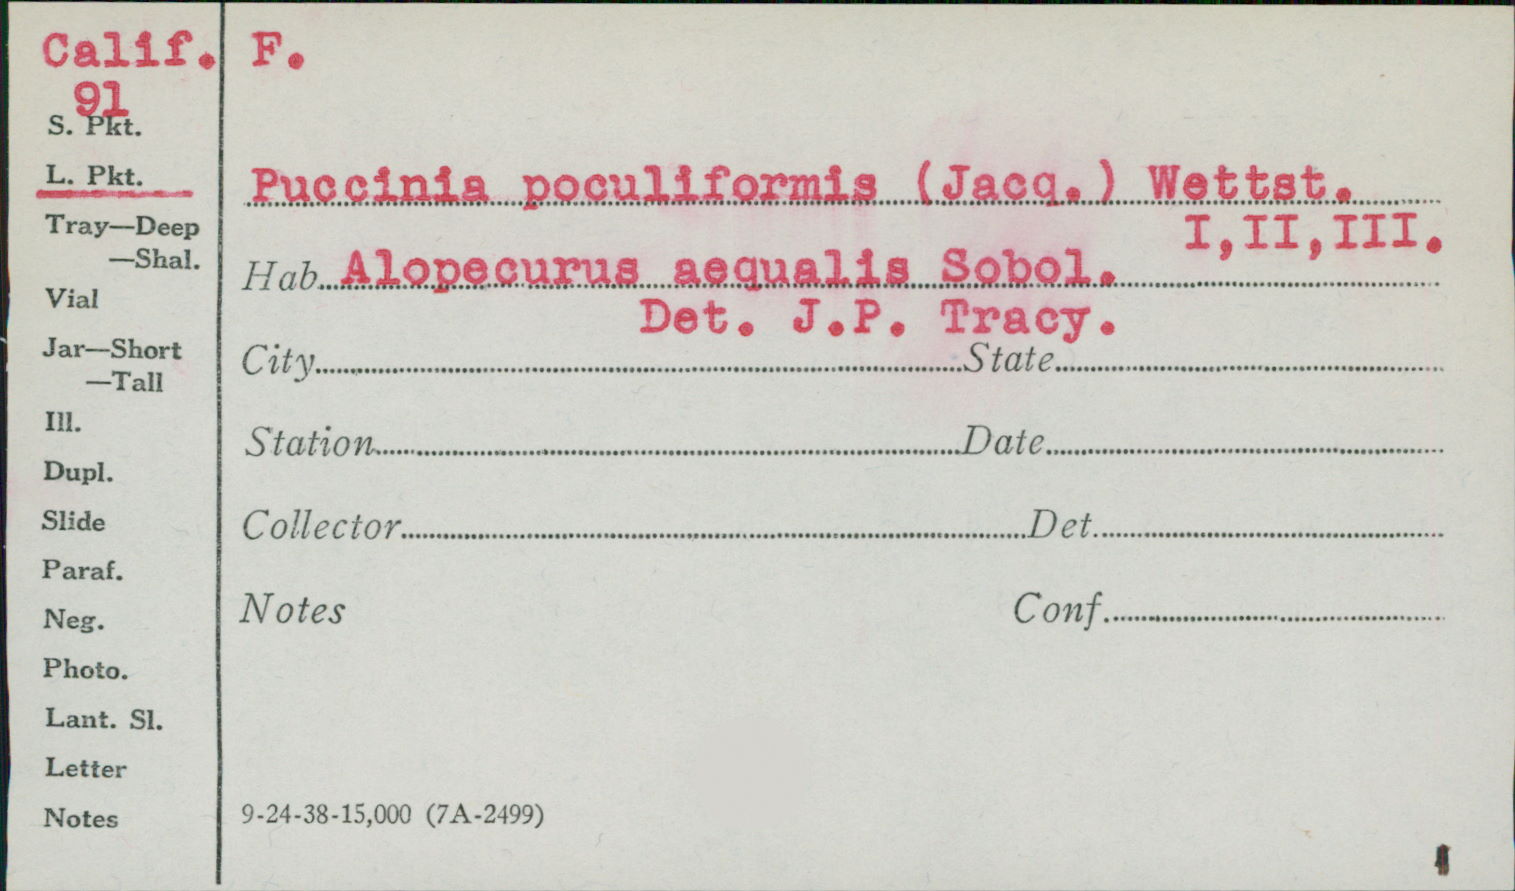 Calif. F.
91
S. Pkt.
L. Pkt.
Puccinia poculiformis (Jacq.) Wettst.
I,II,III.
Tray—Deep
—Shal.
Hab. Alopecurus aequalis Sobol.
Det. J.P. Tracy.
Vial
Jar—Short
—Tall
City State
Ill.
Station Date
Dupl.
Slide
Collector Det.
Paraf.
Neg.
Notes Conf.
Photo.
Lant. Sl.
Letter
Notes
9-24-38-15,000 (7A-2499)